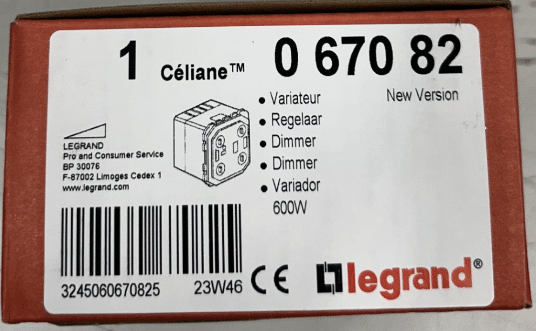 1 Céliane™ 0 670 82
New Version
• Variateur
• Regelaar
• Dimmer
• Dimmer
• Variador
600W
LEGRAND
Pro and Consumer Service
BP 30076
F-87002 Limoges Cedex 1
www.legrand.com
3245060670825 23W46 CE legrand®